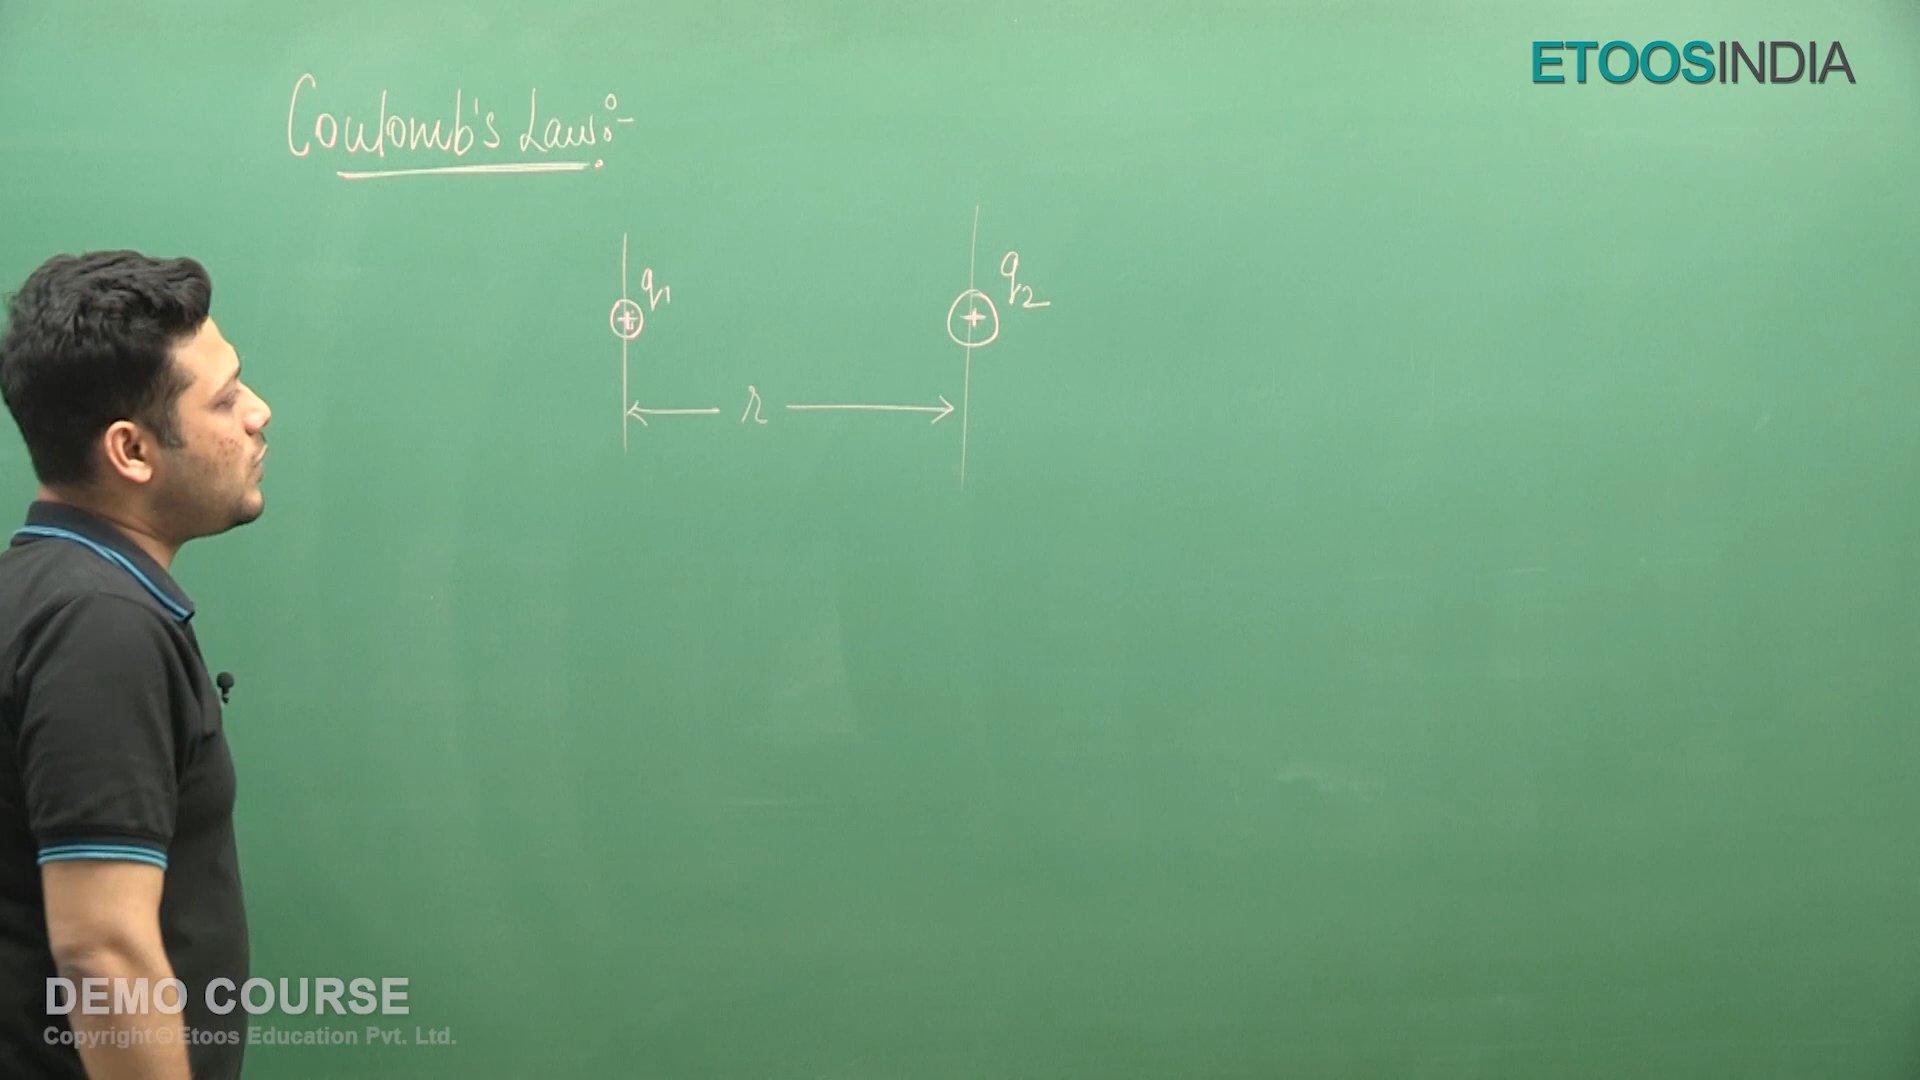 ETOOSINDIA
Coulomb's Law:-
q1
q2
+
+
r
DEMO COURSE
Copyright © Etoos Education Pvt. Ltd.